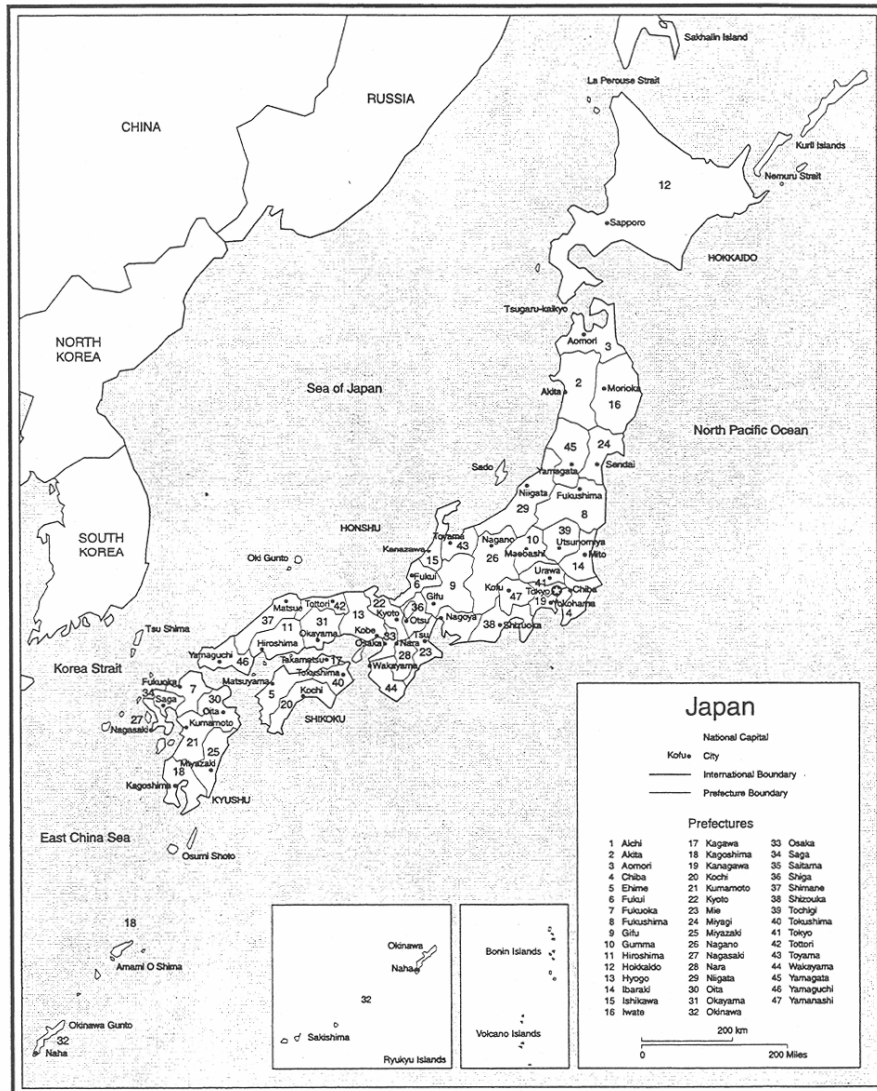 Sakhalin Island
La Perouse Strait
RUSSIA
CHINA
Kuril Islands
Nemuru Strait
12
Sapporo
HOKKAIDO
Tsugaru-kaikyo
Aomori
3
NORTH
KOREA
Sea of Japan
2
Akita
Morioka
16
North Pacific Ocean
45
24
Sado
Yamagata
Sendai
Niigata
Fukushima
29
8
SOUTH
KOREA
HONSHU
39
Toyama
43
Nagano
10
Utsunomiya
Kanazawa
15
26
Maebashi
Mito
Oki Gunto
14
Fukui
6
9
Urawa
41
Kofu
47
Tokyo
Chiba
19
Yokohama
4
Matsue
Tottori
42
22
13
Kyoto
36
Otsu
Nagoya
38
Shizuoka
37
11
31
Okayama
Kobe
33
Tsu
Tsu Shima
Hiroshima
Osaka
Nara
23
28
Korea Strait
Yamaguchi
46
Takamatsu
17
Wakayama
Tokushima
40
44
Fukuoka
34
7
Matsuyama
5
Kochi
20
Saga
30
Oita
SHIKOKU
27
Nagasaki
Kumamoto
21
25
Miyazaki
18
Kagoshima
KYUSHU
East China Sea
Osumi Shoto
18
Amami O Shima
Okinawa Gunto
32
Naha
Okinawa
Naha
32
Sakishima
Ryukyu Islands
Bonin Islands
Volcano Islands
Japan
National Capital
Kofu City
International Boundary
Prefecture Boundary
Prefectures
1 Aichi
2 Akita
3 Aomori
4 Chiba
5 Ehime
6 Fukui
7 Fukuoka
8 Fukushima
9 Gifu
10 Gumma
11 Hiroshima
12 Hokkaido
13 Hyogo
14 Ibaraki
15 Ishikawa
16 Iwate
17 Kagawa
18 Kagoshima
19 Kanagawa
20 Kochi
21 Kumamoto
22 Kyoto
23 Mie
24 Miyagi
25 Miyazaki
26 Nagano
27 Nagasaki
28 Nara
29 Niigata
30 Oita
31 Okayama
32 Okinawa
33 Osaka
34 Saga
35 Saitama
36 Shiga
37 Shimane
38 Shizouka
39 Tochigi
40 Tokushima
41 Tokyo
42 Tottori
43 Toyama
44 Wakayama
45 Yamagata
46 Yamaguchi
47 Yamanashi
200 km
0
200 Miles